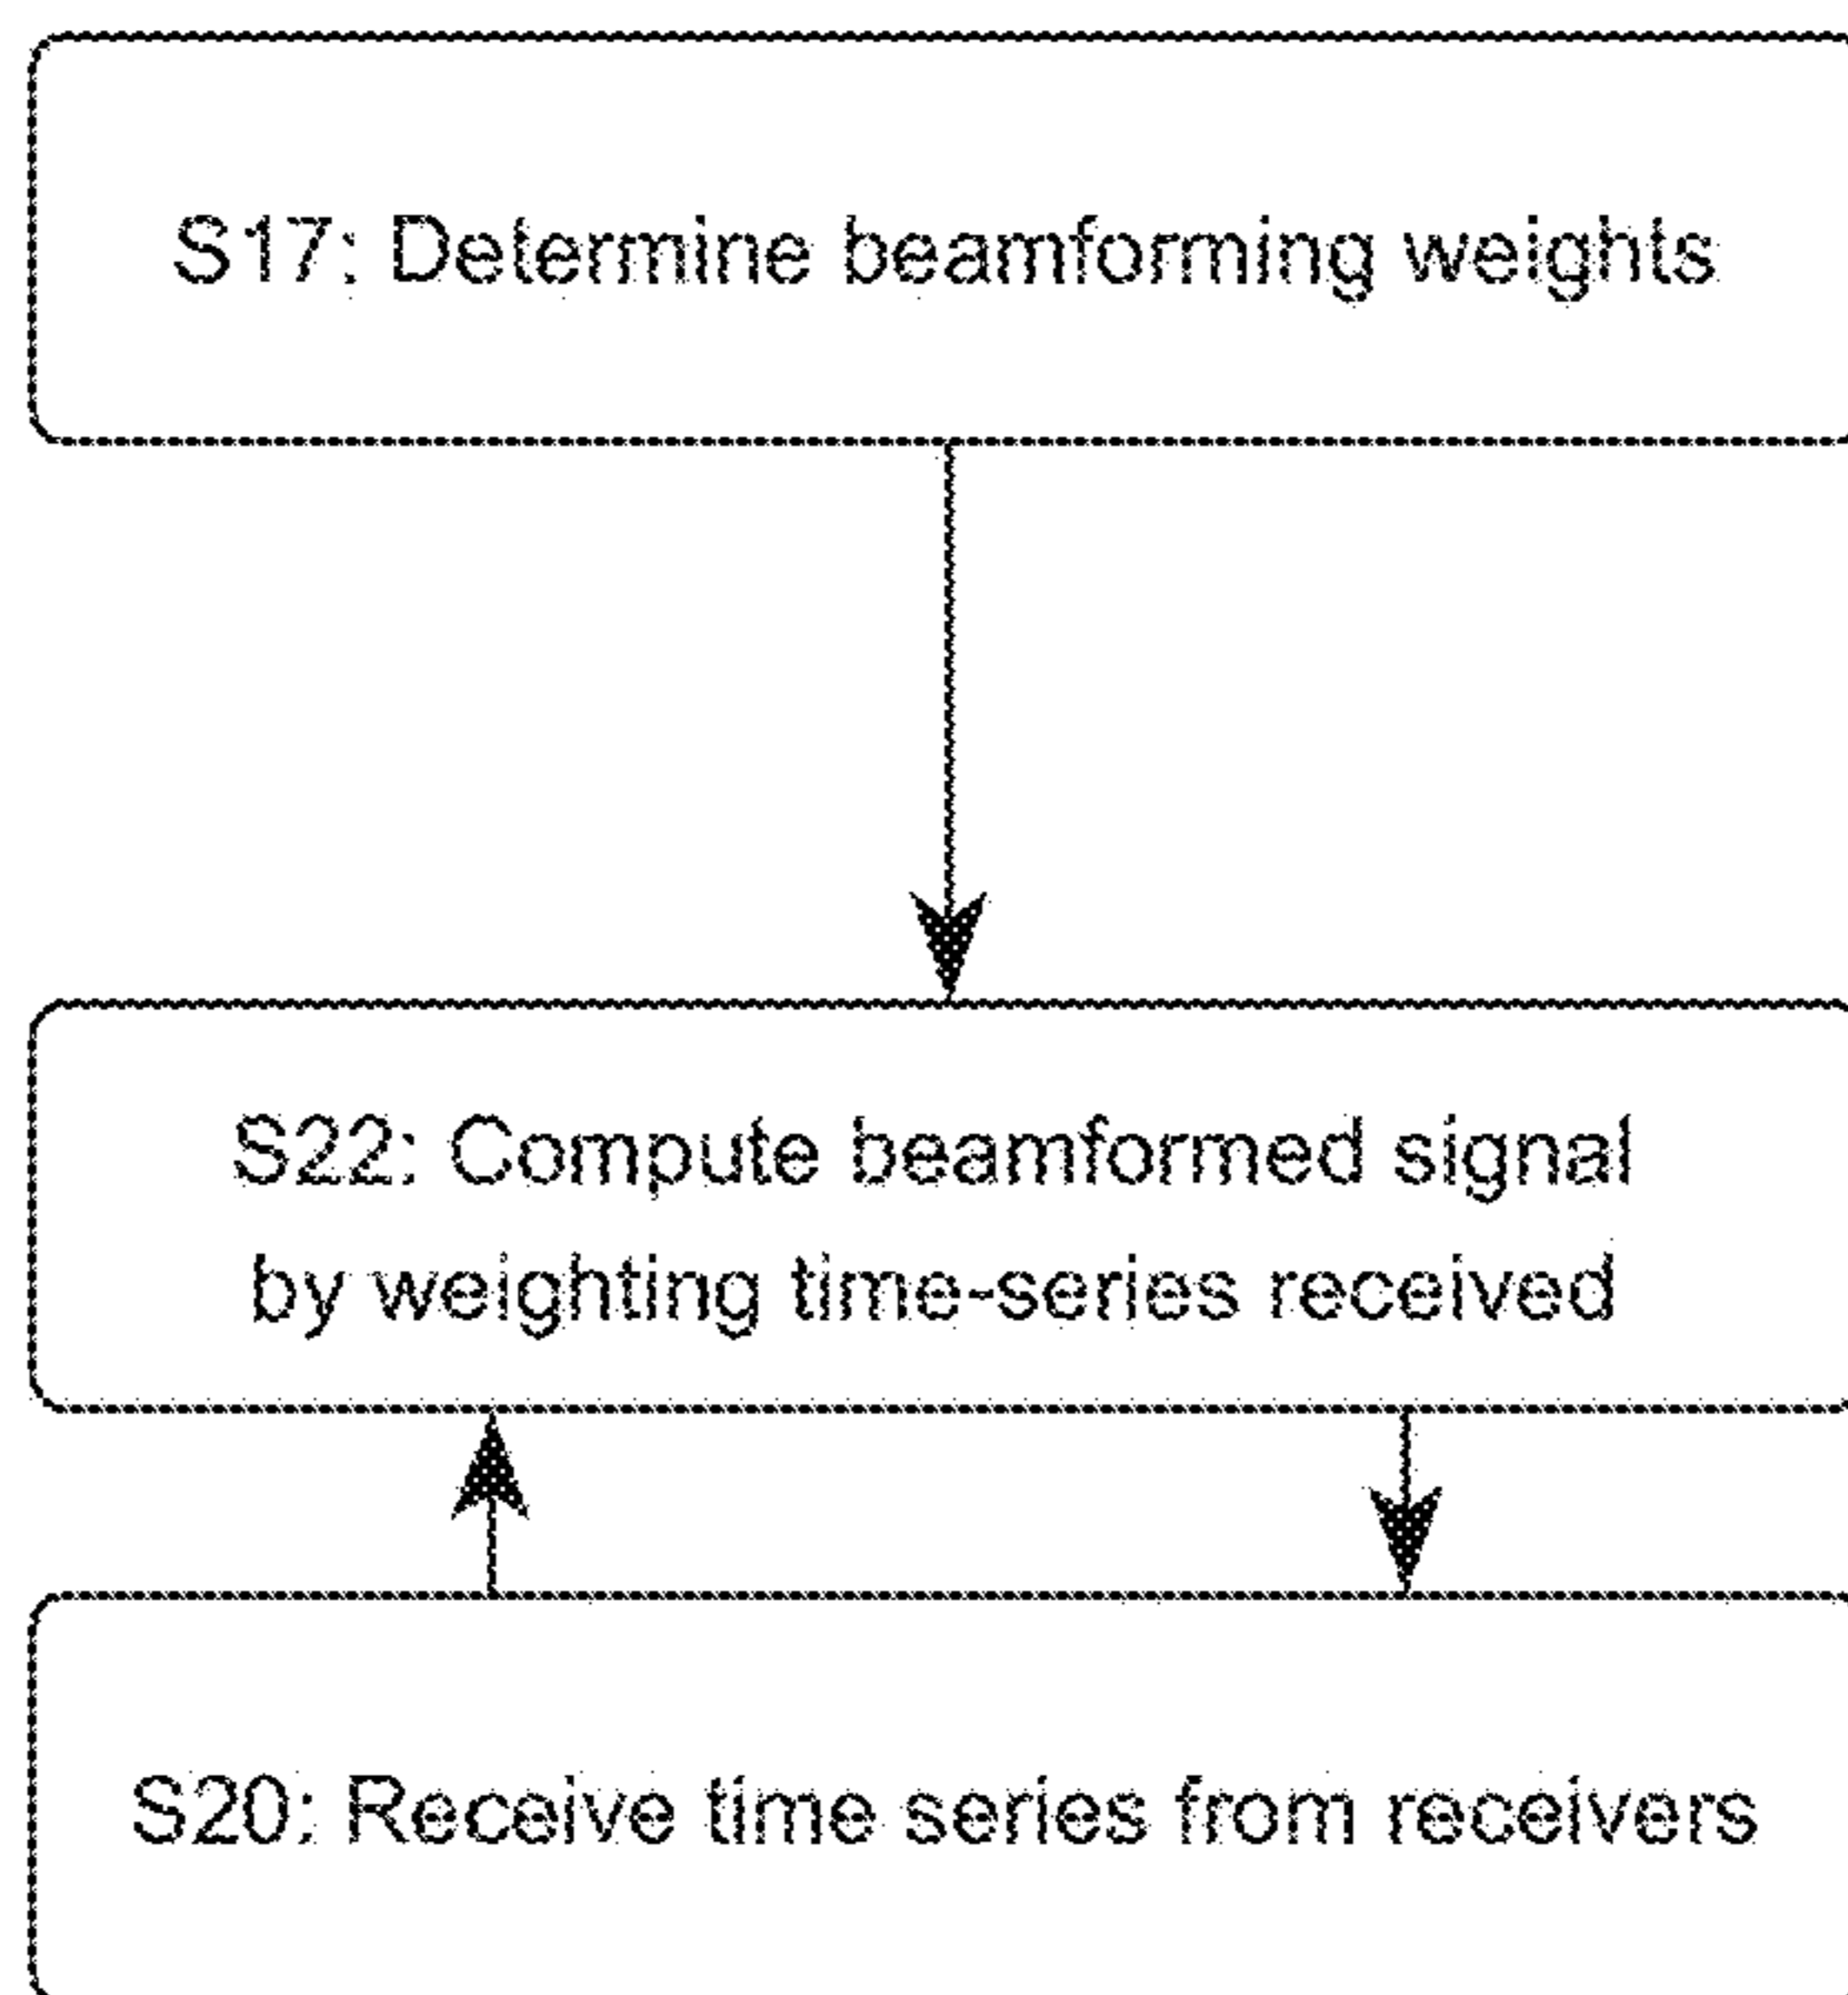 S17: Determine beamforming weights
S22: Compute beamformed signal
by weighting time-series received
S20: Receive time series from receivers